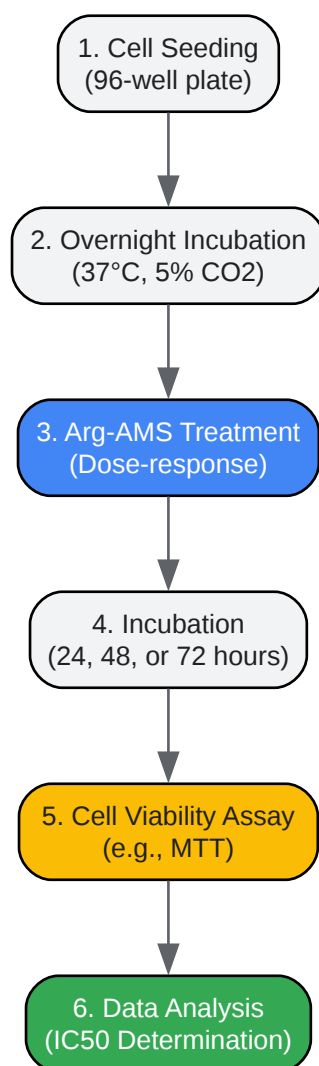 1. Cell Seeding
(96-well plate)
2. Overnight Incubation
(37°C, 5% CO2)
3. Arg-AMS Treatment
(Dose-response)
4. Incubation
(24, 48, or 72 hours)
5. Cell Viability Assay
(e.g., MTT)
6. Data Analysis
(IC50 Determination)